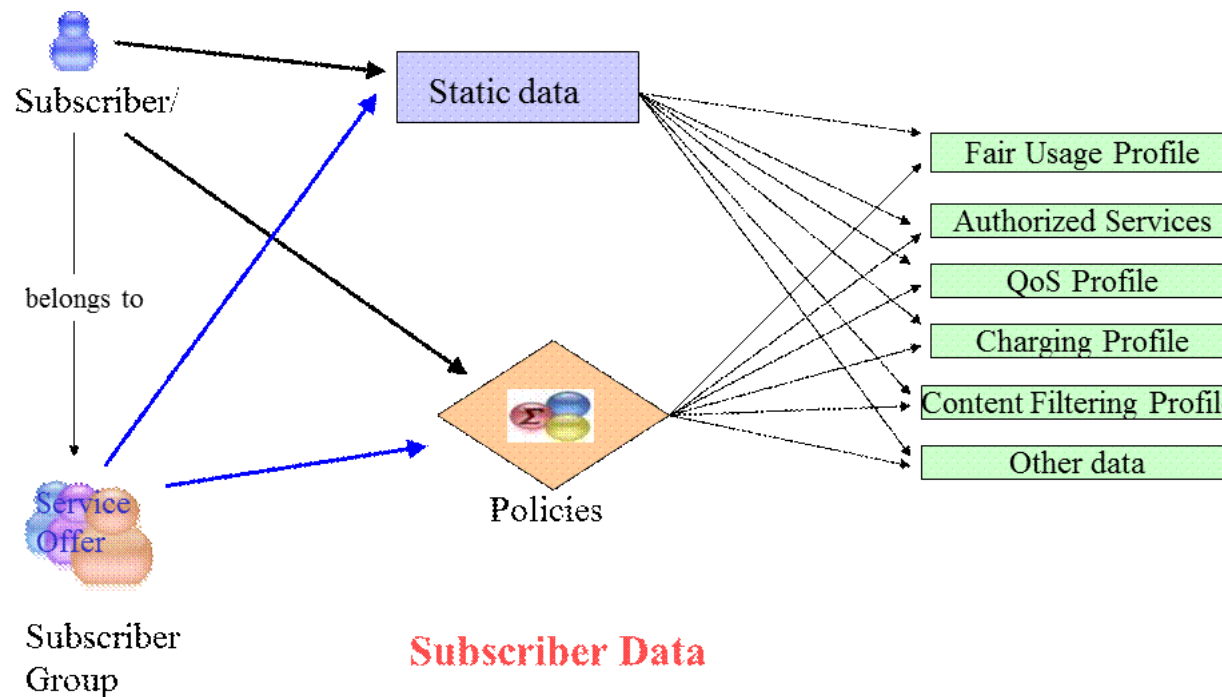 Subscriber/
Static data
Fair Usage Profile
Authorized Services
QoS Profile
belongs to
Charging Profile
Σ
Content Filtering Profil
Other data
Service
Offer
Policies
Subscriber
Group
Subscriber Data